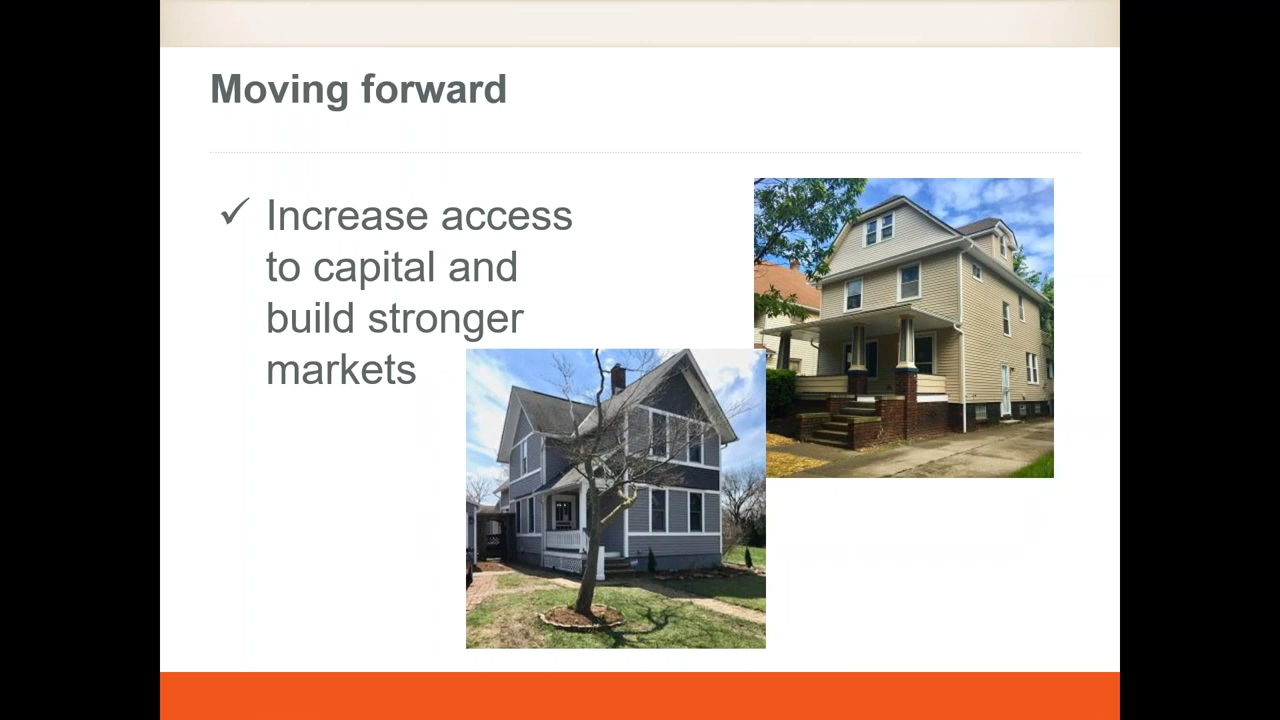 Moving forward
✓ Increase access
to capital and
build stronger
markets